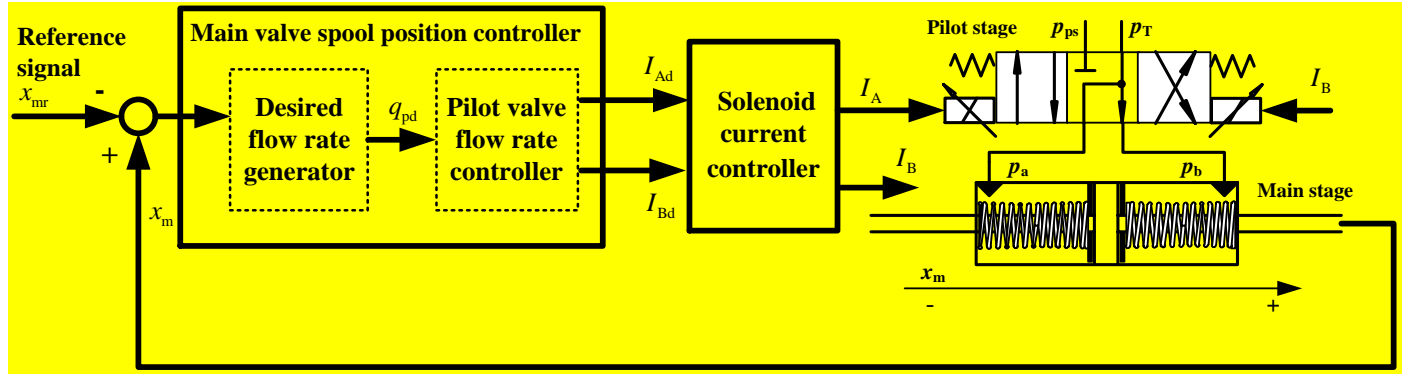 Reference
signal
x_mr
-
+
x_m
Main valve spool position controller
Desired
flow rate
generator
q_pd
Pilot valve
flow rate
controller
I_Ad
I_Bd
Solenoid
current
controller
I_A
I_B
Pilot stage
p_ps
p_T
I_B
p_a
p_b
Main stage
x_m
-
+